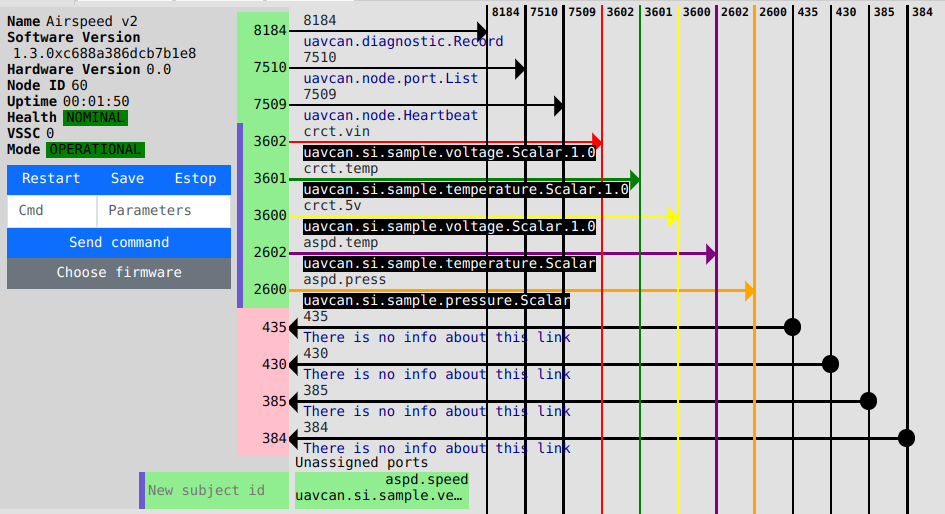 Name Airspeed v2
Software Version
1.3.0xc688a386dcb7b1e8
Hardware Version 0.0
Node ID 60
Uptime 00:01:50
Health NOMINAL
VSSC 0
Mode OPERATIONAL
Restart Save Estop
Cmd Parameters
Send command
Choose firmware
8184 7510 7509 3602 3601 3600 2602 2600 435 430 385 384
8184
8184
uavcan.diagnostic.Record
7510
7510
uavcan.node.port.List
7509
7509
uavcan.node.Heartbeat
crct.vin
3602
uavcan.si.sample.voltage.Scalar.1.0
crct.temp
3601
uavcan.si.sample.temperature.Scalar.1.0
crct.5v
3600
uavcan.si.sample.voltage.Scalar.1.0
aspd.temp
2602
uavcan.si.sample.temperature.Scalar
aspd.press
2600
uavcan.si.sample.pressure.Scalar
435
435
There is no info about this link
430
430
There is no info about this link
385
385
There is no info about this link
384
384
There is no info about this link
Unassigned ports
New subject id
aspd.speed
uavcan.si.sample.ve…